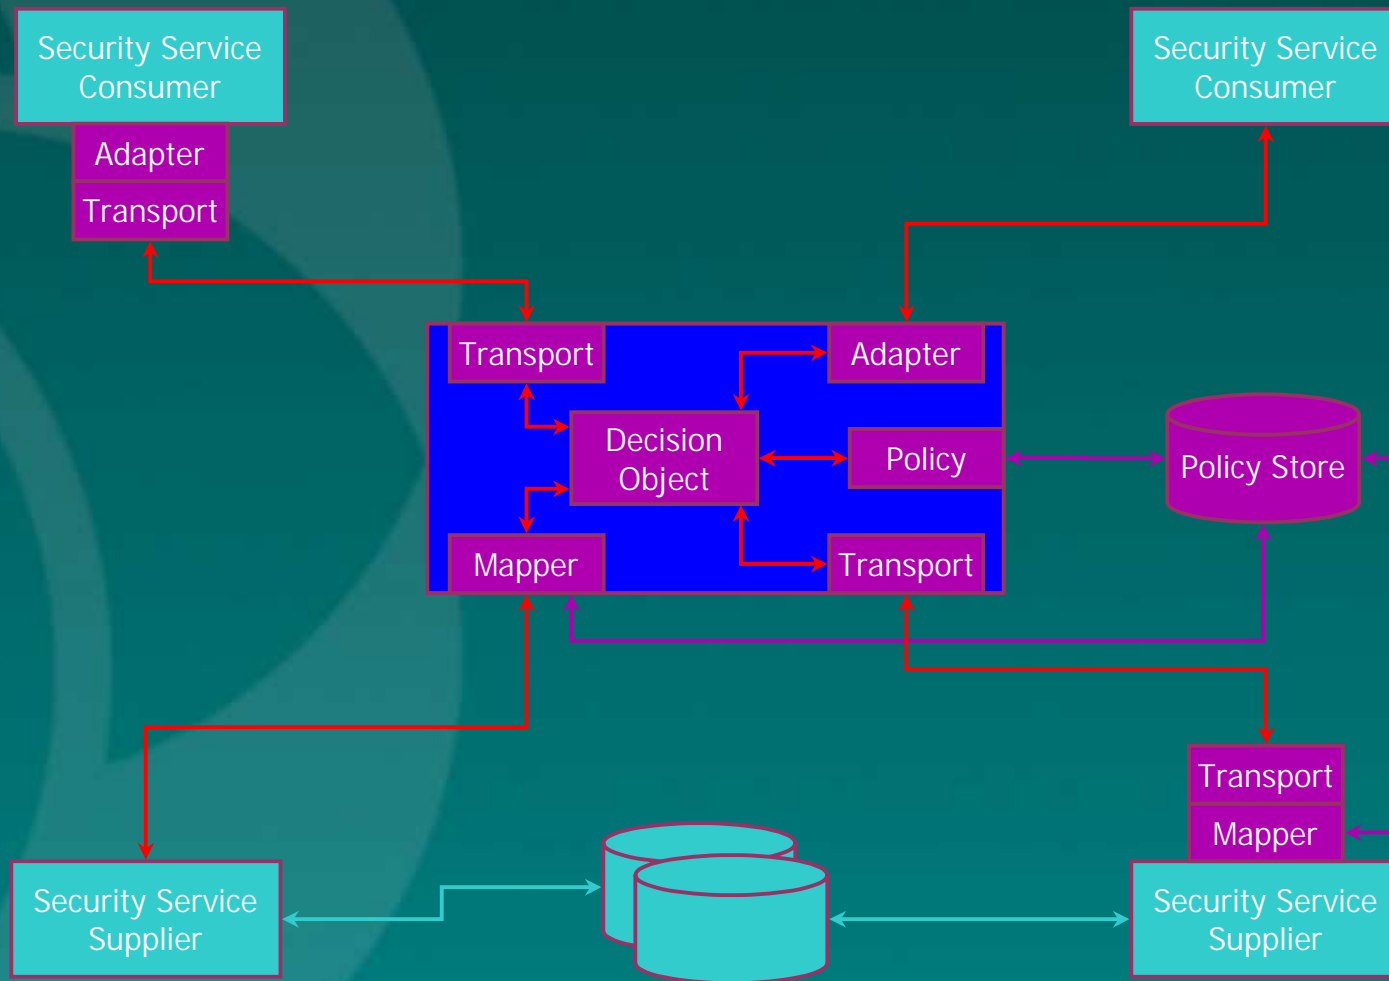 Security Service
Consumer
Security Service
Consumer
Adapter
Transport
Transport
Adapter
Decision
Object
Policy
Policy Store
Mapper
Transport
Transport
Mapper
Security Service
Supplier
Security Service
Supplier